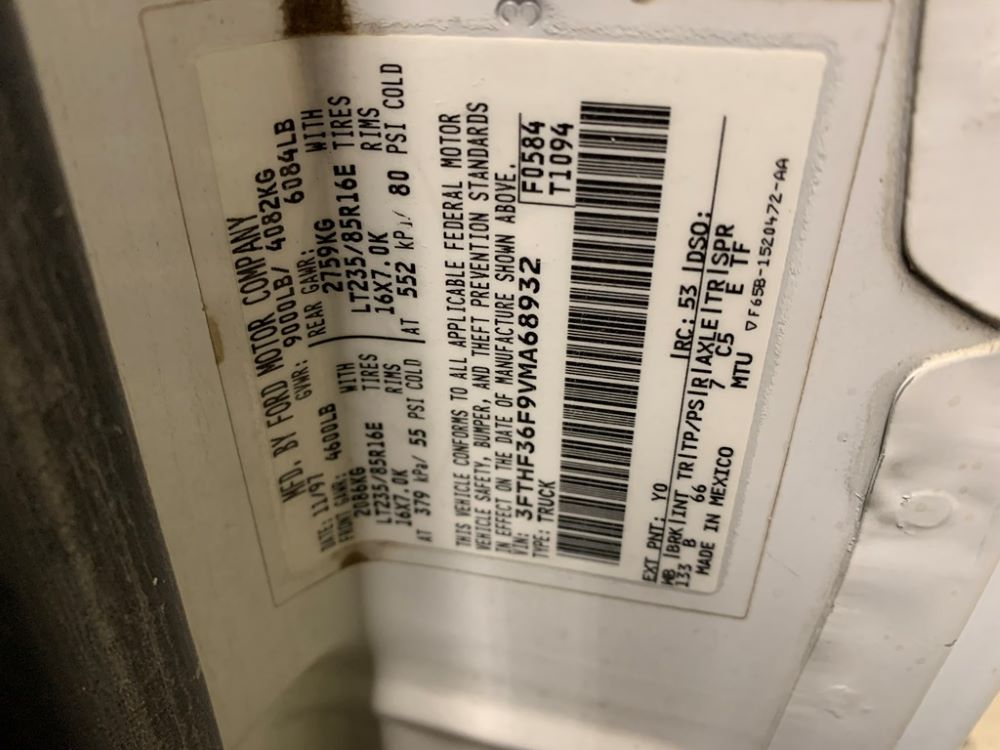 MFD. BY FORD MOTOR COMPANY
DATE: 11/97 GVWR: 9000LB/ 4082KG
FRONT GAWR: 4600LB REAR GAWR: 6084LB
2086KG WITH 2759KG WITH
LT235/85R16E TIRES LT235/85R16E TIRES
16X7.0K RIMS 16X7.0K RIMS
AT 379 kPa/ 55 PSI COLD AT 552 kPa/ 80 PSI COLD
THIS VEHICLE CONFORMS TO ALL APPLICABLE FEDERAL MOTOR
VEHICLE SAFETY, BUMPER, AND THEFT PREVENTION STANDARDS
IN EFFECT ON THE DATE OF MANUFACTURE SHOWN ABOVE.
VIN: 3FTHF36F9VMA68932 F0584
TYPE: TRUCK T1094
EXT PNT: YO RC: 53 DSO:
WB BRK INT TR TP/PS R AXLE TR SPR
133 B 66 7 C5 E TF
MADE IN MEXICO MTU
▽F65B-1520472-AA
3